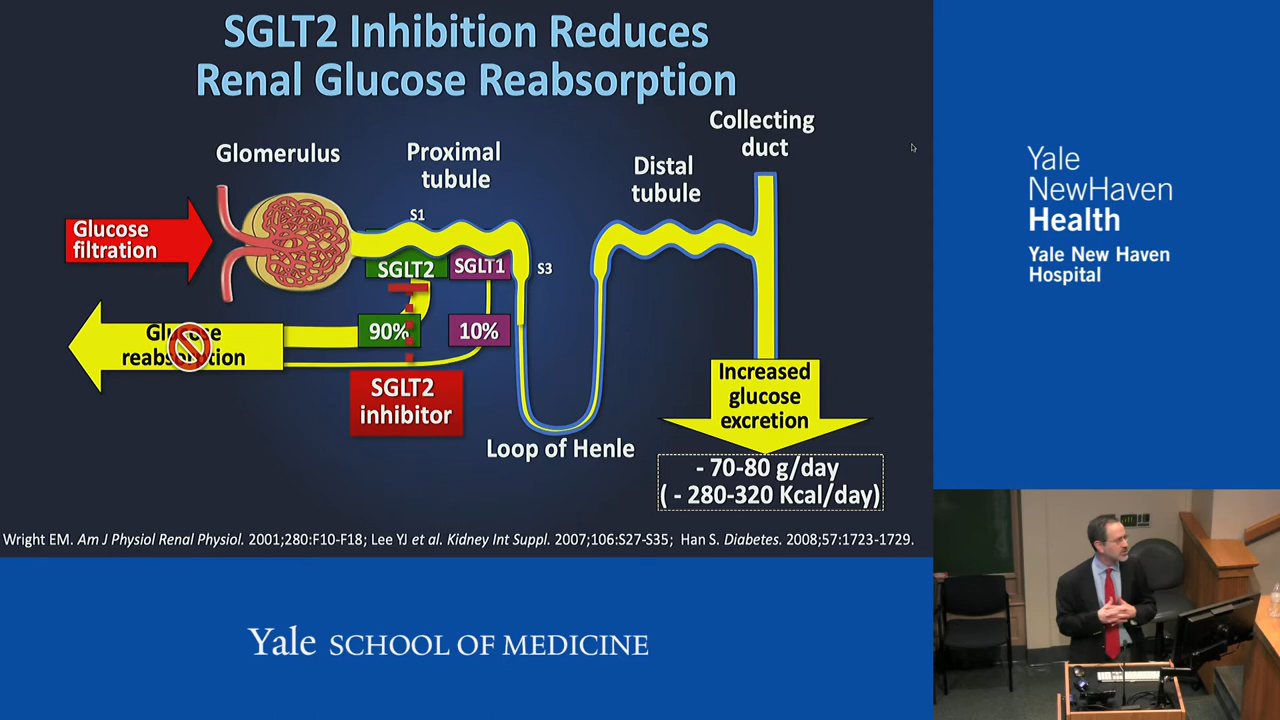 SGLT2 Inhibition Reduces
Renal Glucose Reabsorption
Glomerulus
Proximal
tubule
Distal
tubule
Collecting
duct
S1
Glucose
filtration
SGLT2
SGLT1
S3
Glucose
reabsorption
90%
10%
SGLT2
inhibitor
Loop of Henle
Increased
glucose
excretion
- 70-80 g/day
( - 280-320 Kcal/day)
Wright EM. Am J Physiol Renal Physiol. 2001;280:F10-F18; Lee YJ et al. Kidney Int Suppl. 2007;106:S27-S35; Han S. Diabetes. 2008;57:1723-1729.
Yale
NewHaven
Health
Yale New Haven
Hospital
Yale SCHOOL OF MEDICINE